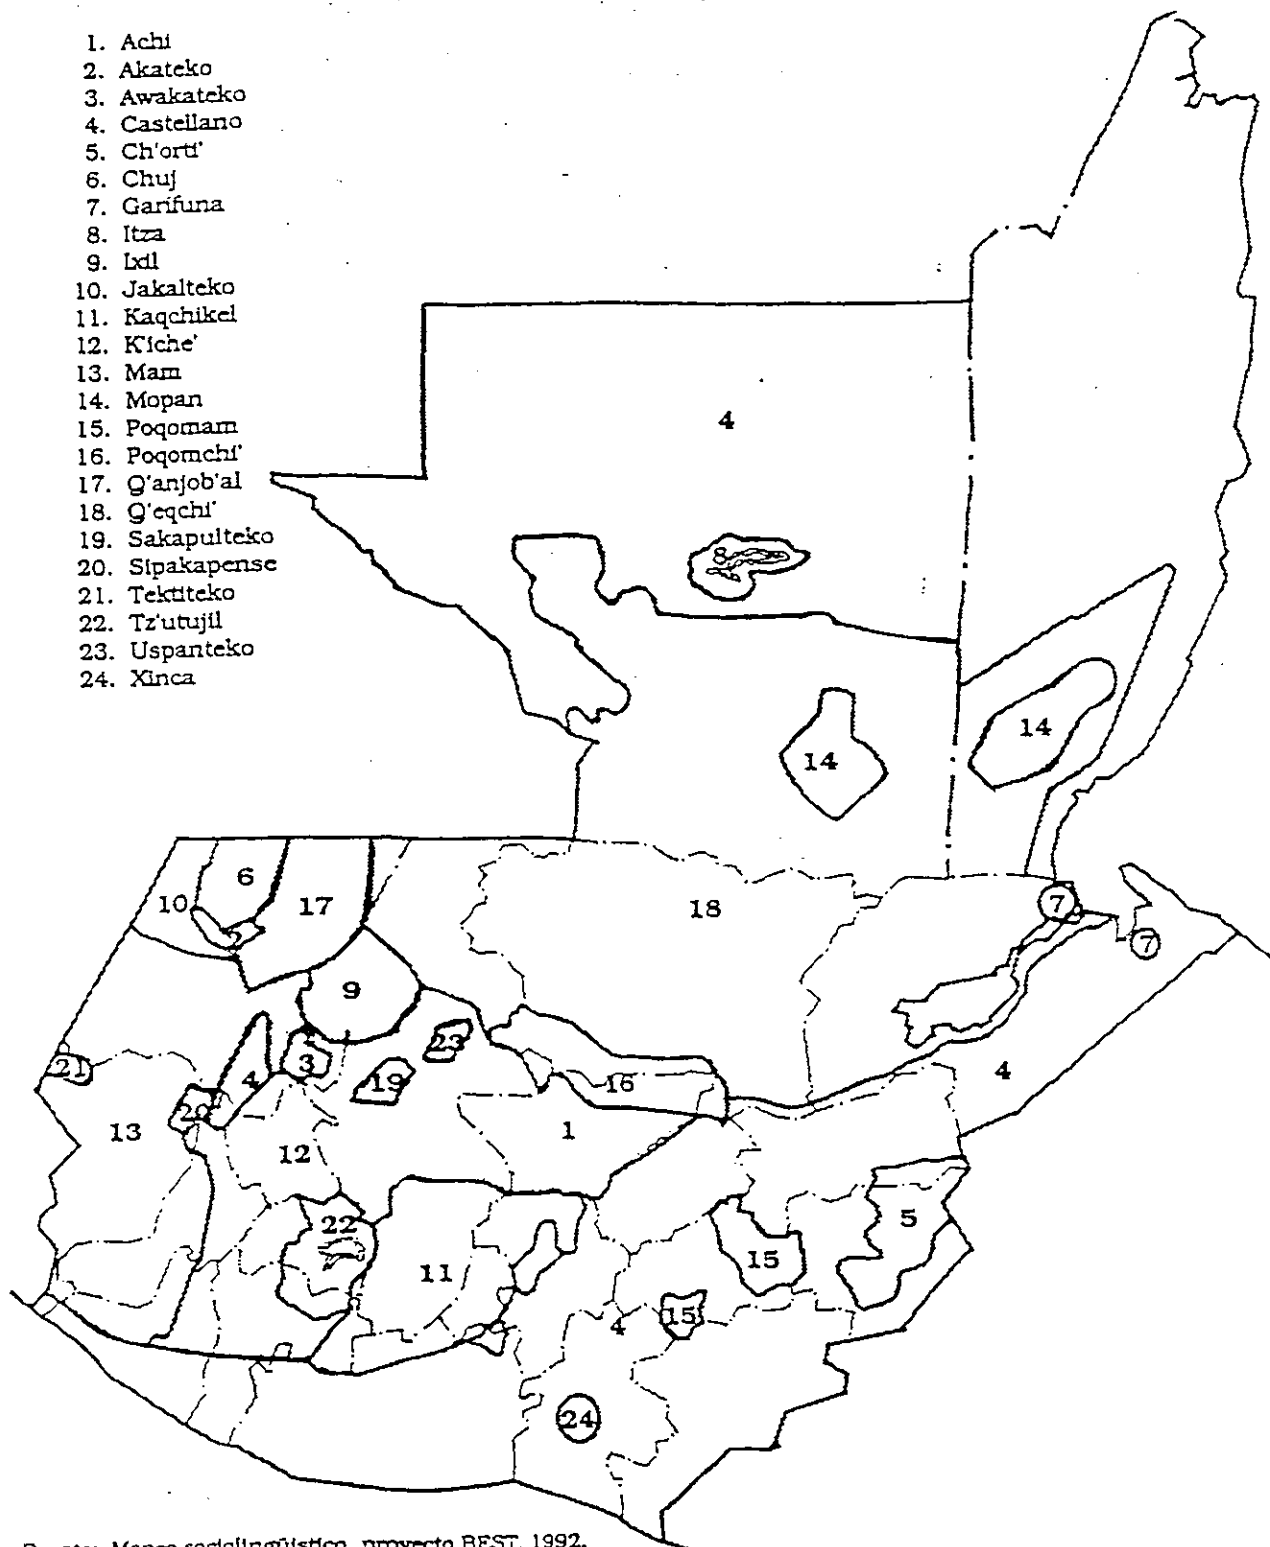 1. Achi
2. Akateko
3. Awakateko
4. Castellano
5. Ch'orti'
6. Chuj
7. Garifuna
8. Itza
9. Ixil
10. Jakalteko
11. Kaqchikel
12. K'iche'
13. Mam
14. Mopan
15. Poqomam
16. Poqomchi'
17. Q'anjob'al
18. Q'eqchi'
19. Sakapulteko
20. Sipakapense
21. Tektiteko
22. Tz'utujil
23. Uspanteko
24. Xinca
4
8
14
14
6
10
17
2
18
7
7
9
23
3
21
4
19
16
4
20
13
12
1
5
22
15
11
15
4
24
Mapeo sociolingüístico, proyecto BEST, 1992.